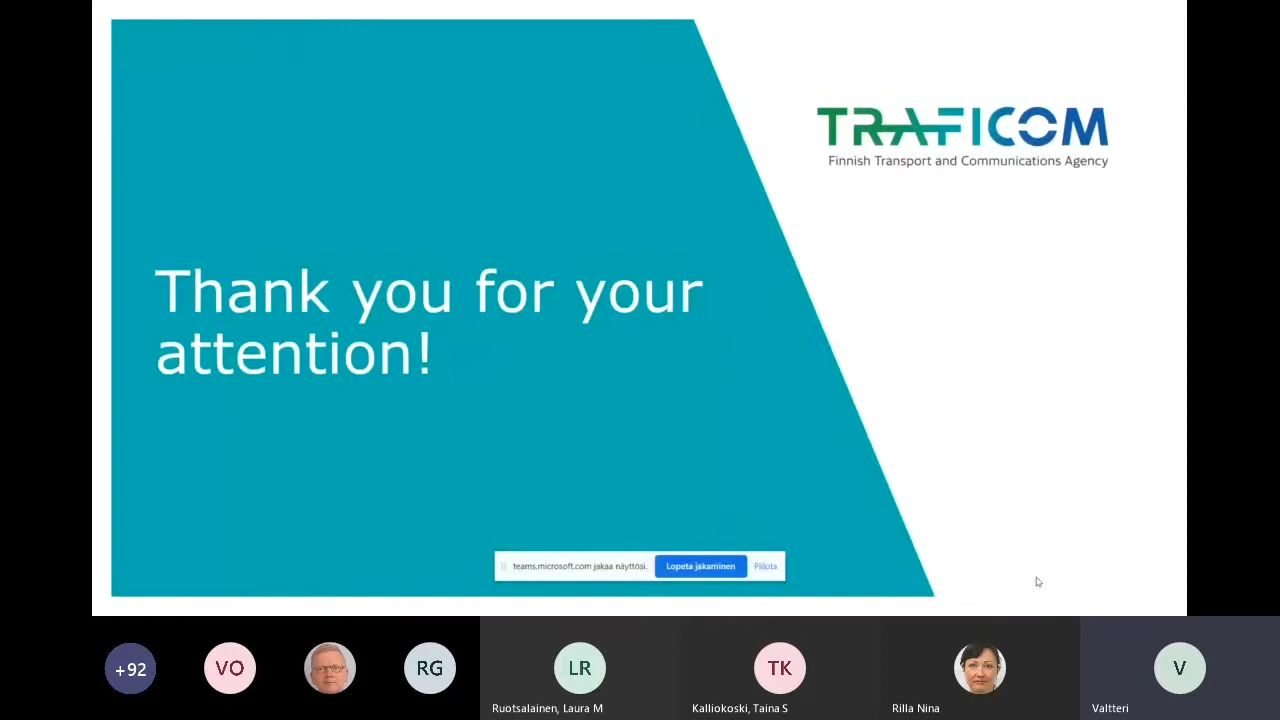 TRAFICOM
Finnish Transport and Communications Agency
Thank you for your
attention!
teams.microsoft.com jakaa näyttösi.
Lopeta jakaminen
Piilota
+92
VO
RG
LR
TK
V
Ruotsalainen, Laura M
Kalliokoski, Taina S
Rilla Nina
Valtteri